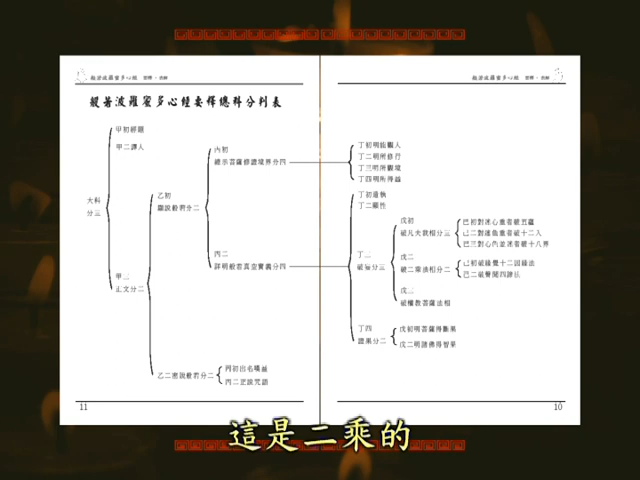 般若波羅蜜多心經
般若波羅蜜多心經
般若波羅蜜多心經要釋總科分判表
大科
分三
甲初經題
甲二譯人
甲三
正文分二
乙初
顯說般若分二
乙二密說般若分二
丙初
總示菩薩修證境界分四
丙二
詳明般若真空實義分四
丙初出名嘆益
丙二正說咒語
丁初明能觀人
丁二明所修行
丁三明所觀境
丁四明所得益
丁初遣執
丁二顯性
丁三
破妄分三
丁四
證果分二
戊初
破凡夫我相分三
戊二
破二乘法相分二
戊三
破權教菩薩法相
戊初明菩薩得斷果
戊二明諸佛得智果
己初對迷心重者破五蘊
己二對迷色重者破十二入
己三對心色並迷者破十八界
己初破緣覺十二因緣法
己二破聲聞四諦法
11
10
這是二乘的